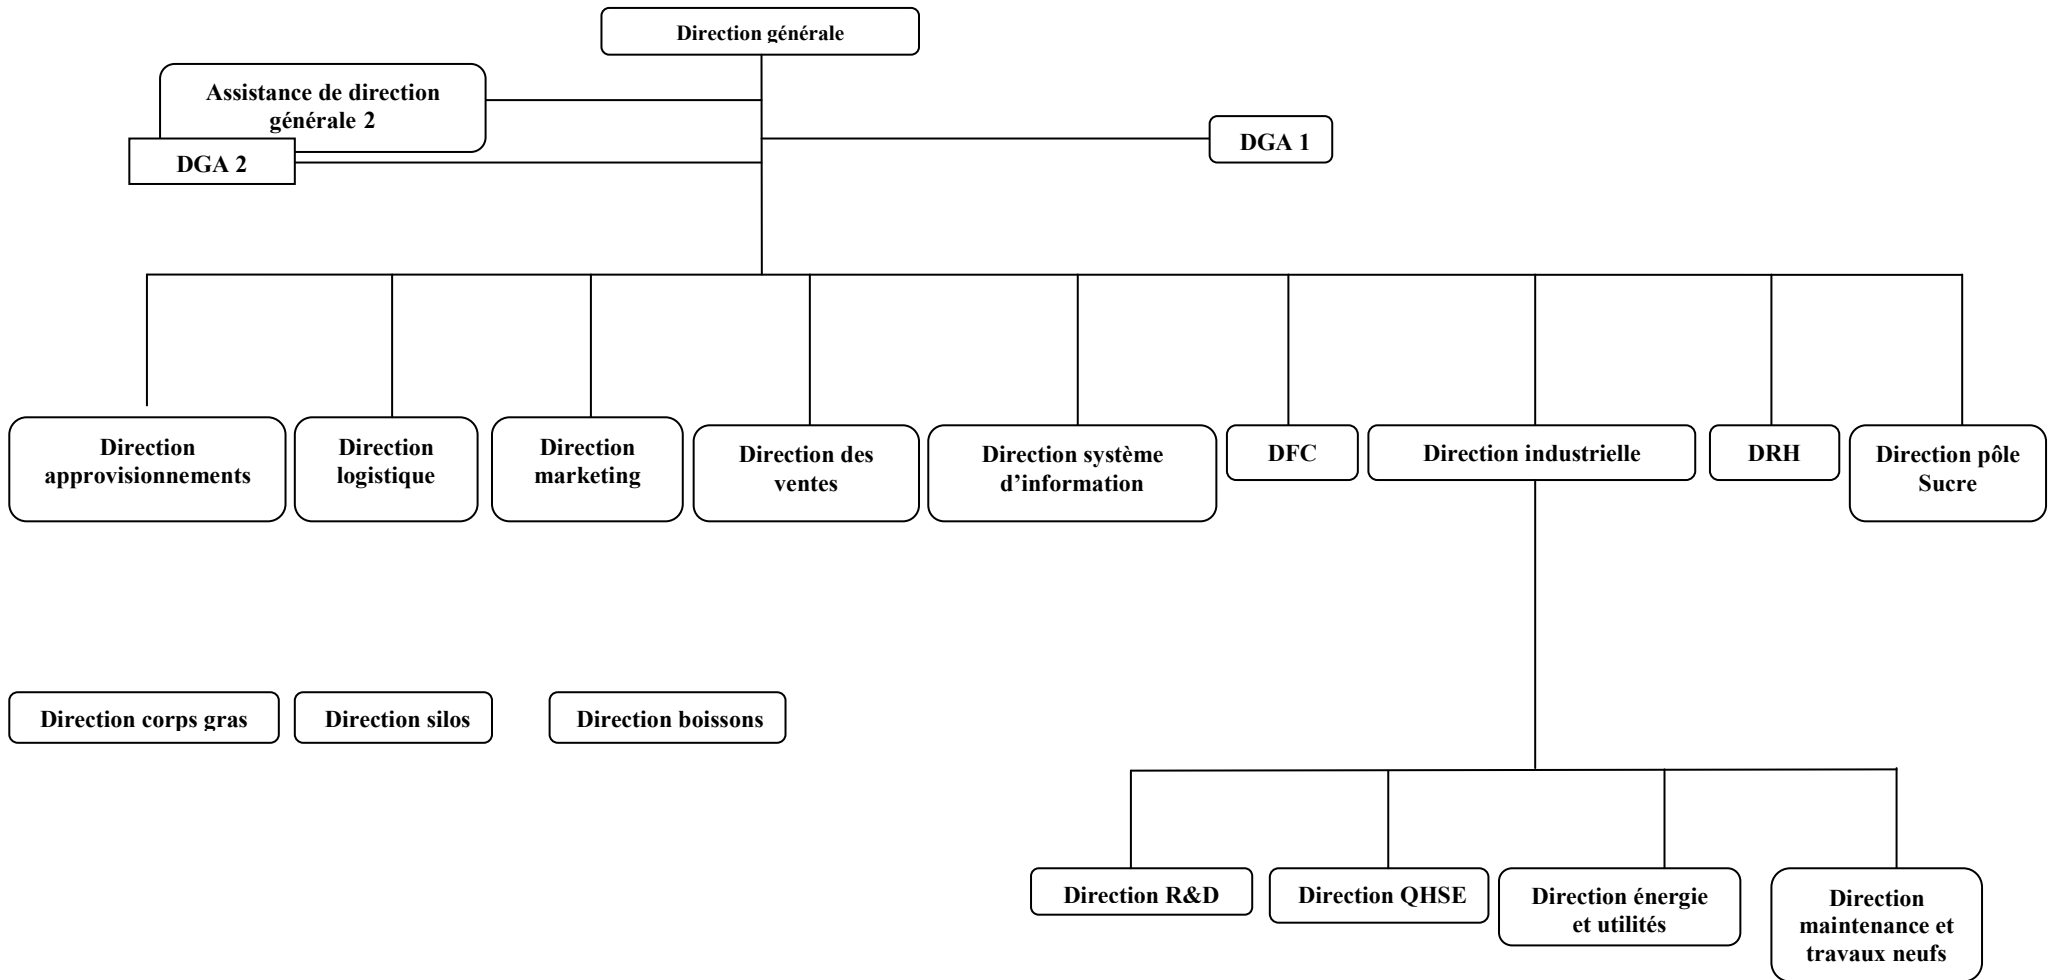 Direction générale
Assistance de direction
générale 2
DGA 1
DGA 2
Direction
approvisionnements
Direction
logistique
Direction
marketing
Direction des
ventes
Direction système
d’information
DFC
Direction industrielle
DRH
Direction pôle
Sucre
Direction corps gras
Direction silos
Direction boissons
Direction R&D
Direction QHSE
Direction énergie
et utilités
Direction
maintenance et
travaux neufs